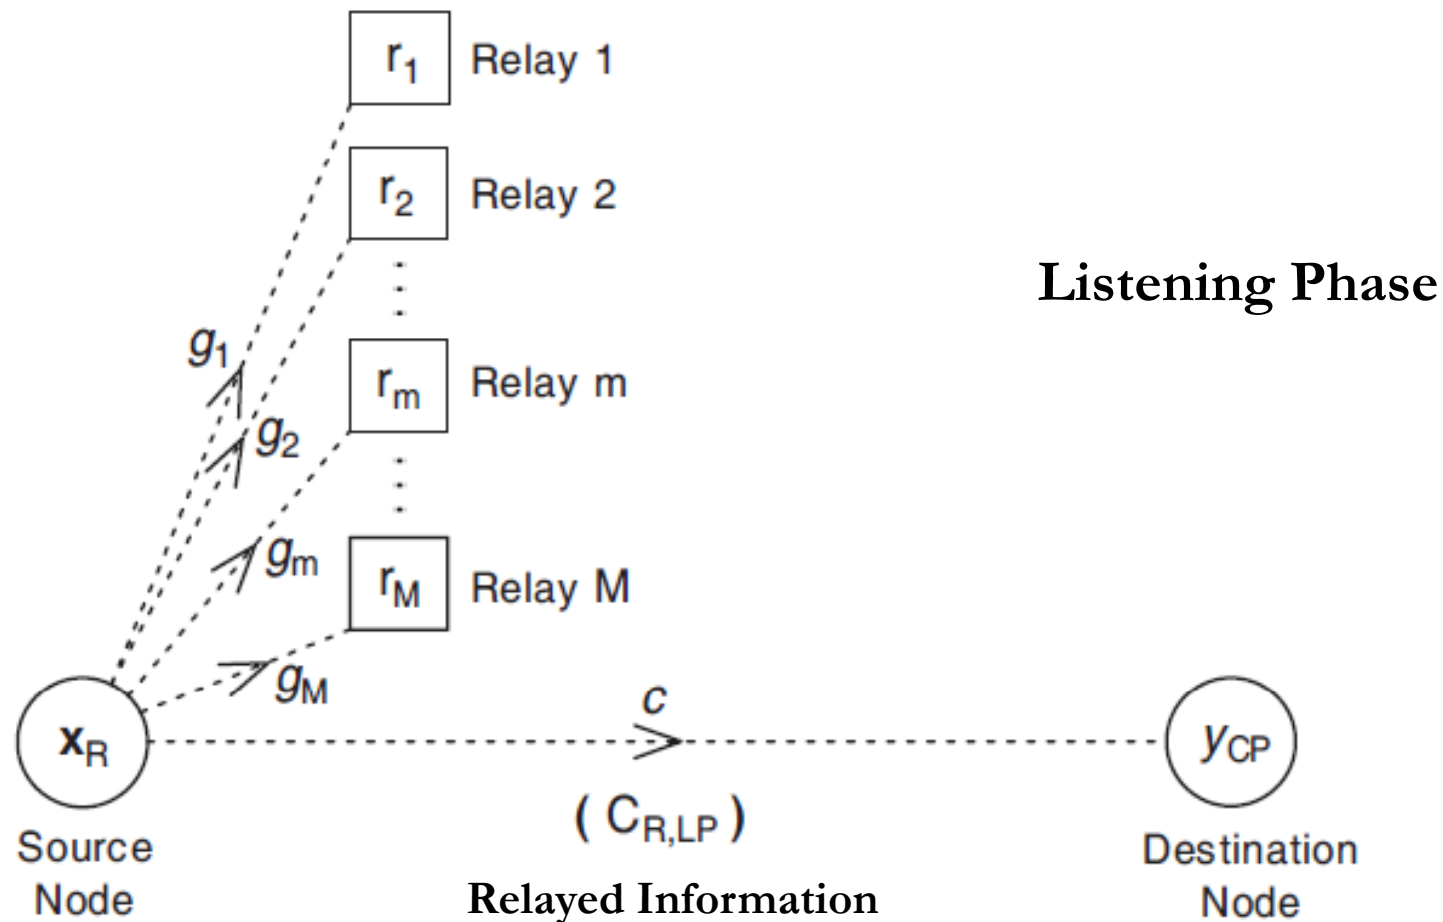 r1 Relay 1
r2 Relay 2
Listening Phase
g1
rm Relay m
g2
gm
rM Relay M
gM
c
xR
yCP
( CR,LP )
Source
Node
Destination
Node
Relayed Information